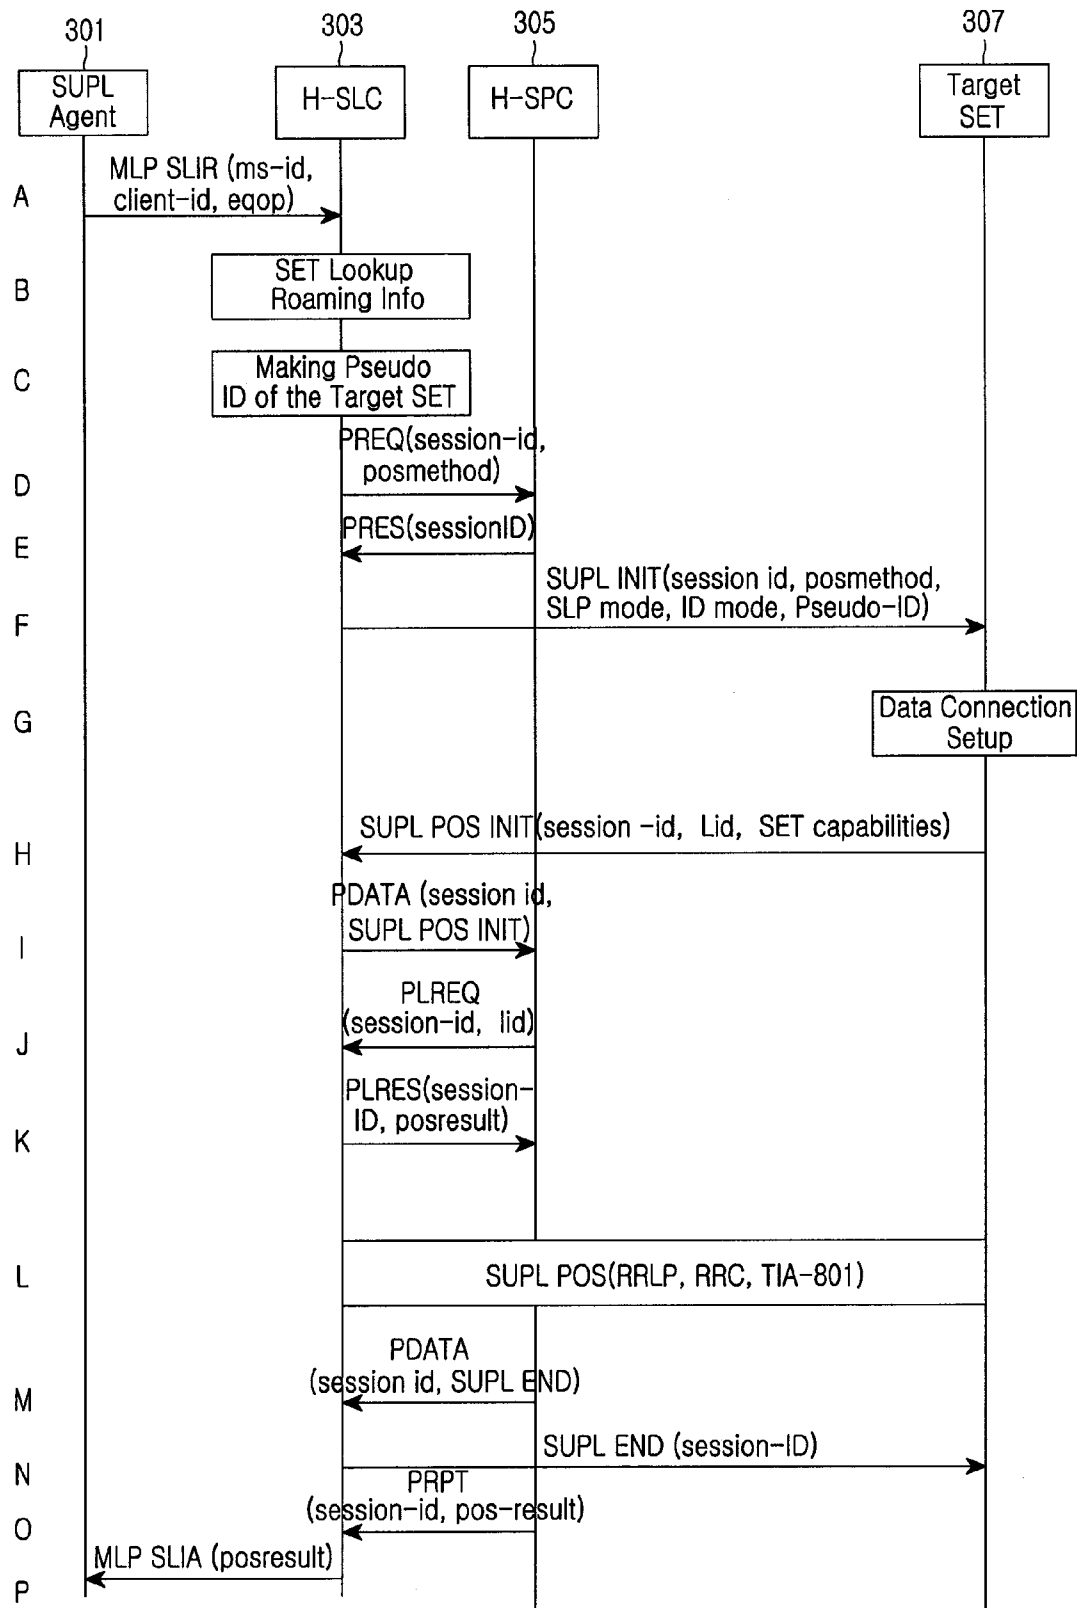 301
303
305
307
SUPL
Agent
H-SLC
H-SPC
Target
SET
A
MLP SLIR (ms-id,
client-id, eqop)
B
SET Lookup
Roaming Info
C
Making Pseudo
ID of the Target SET
D
PREQ(session-id,
posmethod)
E
PRES(sessionID)
F
SUPL INIT(session id, posmethod,
SLP mode, ID mode, Pseudo-ID)
G
Data Connection
Setup
H
SUPL POS INIT(session -id, Lid, SET capabilities)
I
PDATA (session id,
SUPL POS INIT)
J
PLREQ
(session-id, lid)
K
PLRES(session-
ID, posresult)
L
SUPL POS(RRLP, RRC, TIA-801)
M
PDATA
(session id, SUPL END)
N
SUPL END (session-ID)
O
PRPT
(session-id, pos-result)
P
MLP SLIA (posresult)